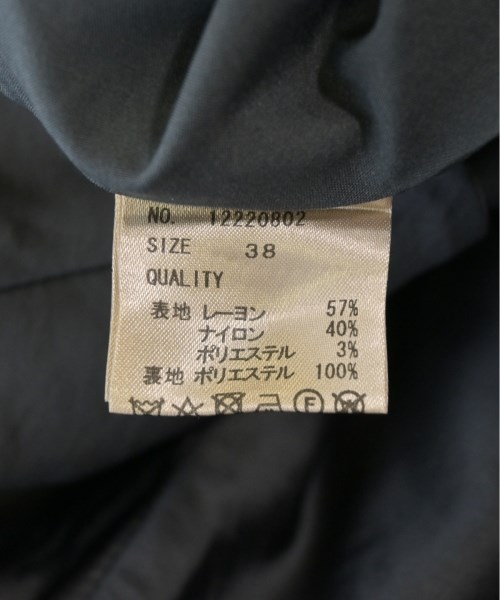 NO. 12220802
SIZE 38
QUALITY
表地 レーヨン 57%
ナイロン 40%
ポリエステル 3%
裏地 ポリエステル 100%
F